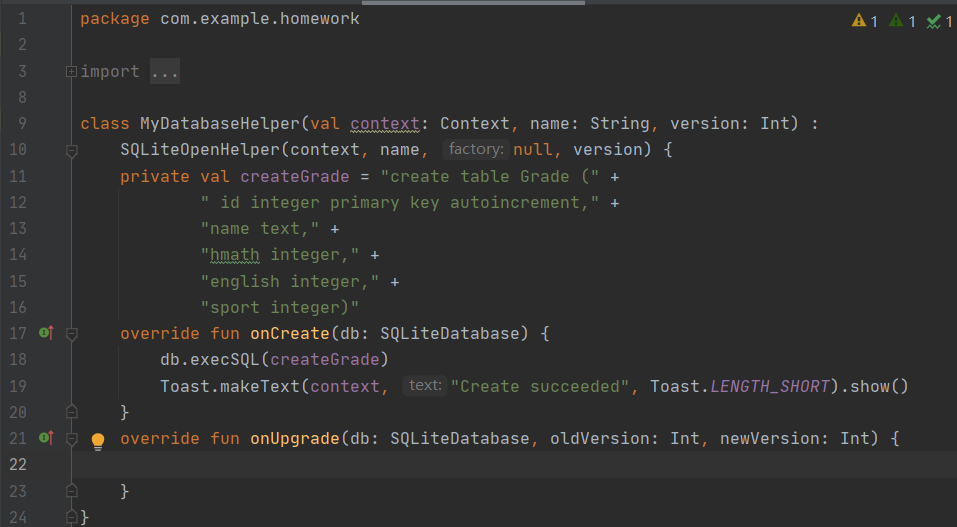 1 package com.example.homework
2
3 import ...
8
9 class MyDatabaseHelper(val context: Context, name: String, version: Int) :
10 SQLiteOpenHelper(context, name, factory: null, version) {
11 private val createGrade = "create table Grade (" +
12 " id integer primary key autoincrement," +
13 "name text," +
14 "hmath integer," +
15 "english integer," +
16 "sport integer)"
17 override fun onCreate(db: SQLiteDatabase) {
18 db.execSQL(createGrade)
19 Toast.makeText(context, text: "Create succeeded", Toast.LENGTH_SHORT).show()
20 }
21 override fun onUpgrade(db: SQLiteDatabase, oldVersion: Int, newVersion: Int) {
22
23 }
24 }
1 1 1